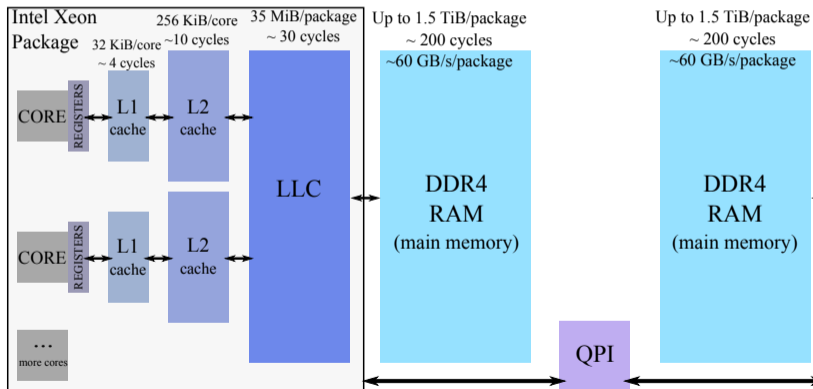 Intel Xeon
Package
32 KiB/core
~ 4 cycles
256 KiB/core
~10 cycles
35 MiB/package
~ 30 cycles
Up to 1.5 TiB/package
~ 200 cycles
~60 GB/s/package
Up to 1.5 TiB/package
~ 200 cycles
~60 GB/s/package
CORE
REGISTERS
L1
cache
L2
cache
LLC
DDR4
RAM
(main memory)
DDR4
RAM
(main memory)
CORE
REGISTERS
L1
cache
L2
cache
...
more cores
QPI